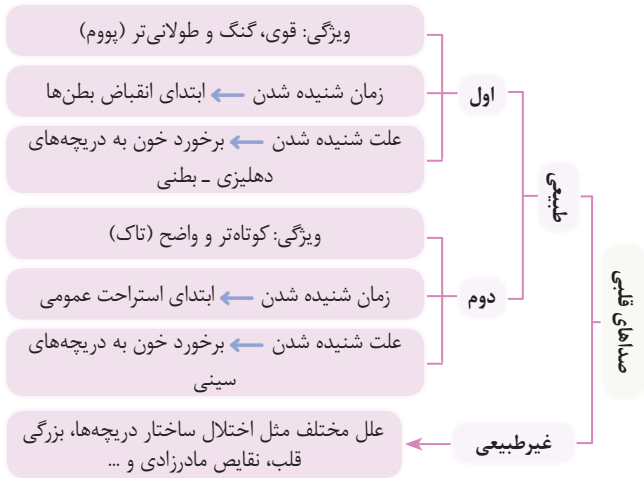 صداهای قلبی
طبیعی
اول
ویژگی: قوی، گنگ و طولانی‌تر (پووم)
زمان شنیده شدن ← ابتدای انقباض بطن‌ها
علت شنیده شدن ← برخورد خون به دریچه‌های
دهلیزی ـ بطنی
دوم
ویژگی: کوتاه‌تر و واضح (تاک)
زمان شنیده شدن ← ابتدای استراحت عمومی
علت شنیده شدن ← برخورد خون به دریچه‌های
سینی
غیرطبیعی
علل مختلف مثل اختلال ساختار دریچه‌ها، بزرگی
قلب، نقایص مادرزادی و ...